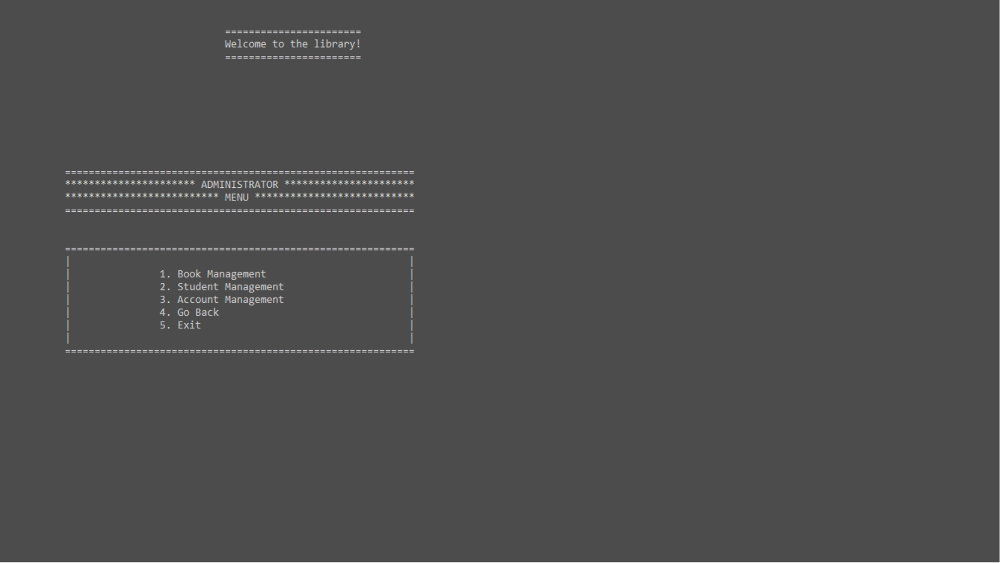 =======================
Welcome to the library!
=======================
===========================================================
********************** ADMINISTRATOR **********************
************************** MENU ***************************
===========================================================
===========================================================
| |
| 1. Book Management |
| 2. Student Management |
| 3. Account Management |
| 4. Go Back |
| 5. Exit |
| |
===========================================================